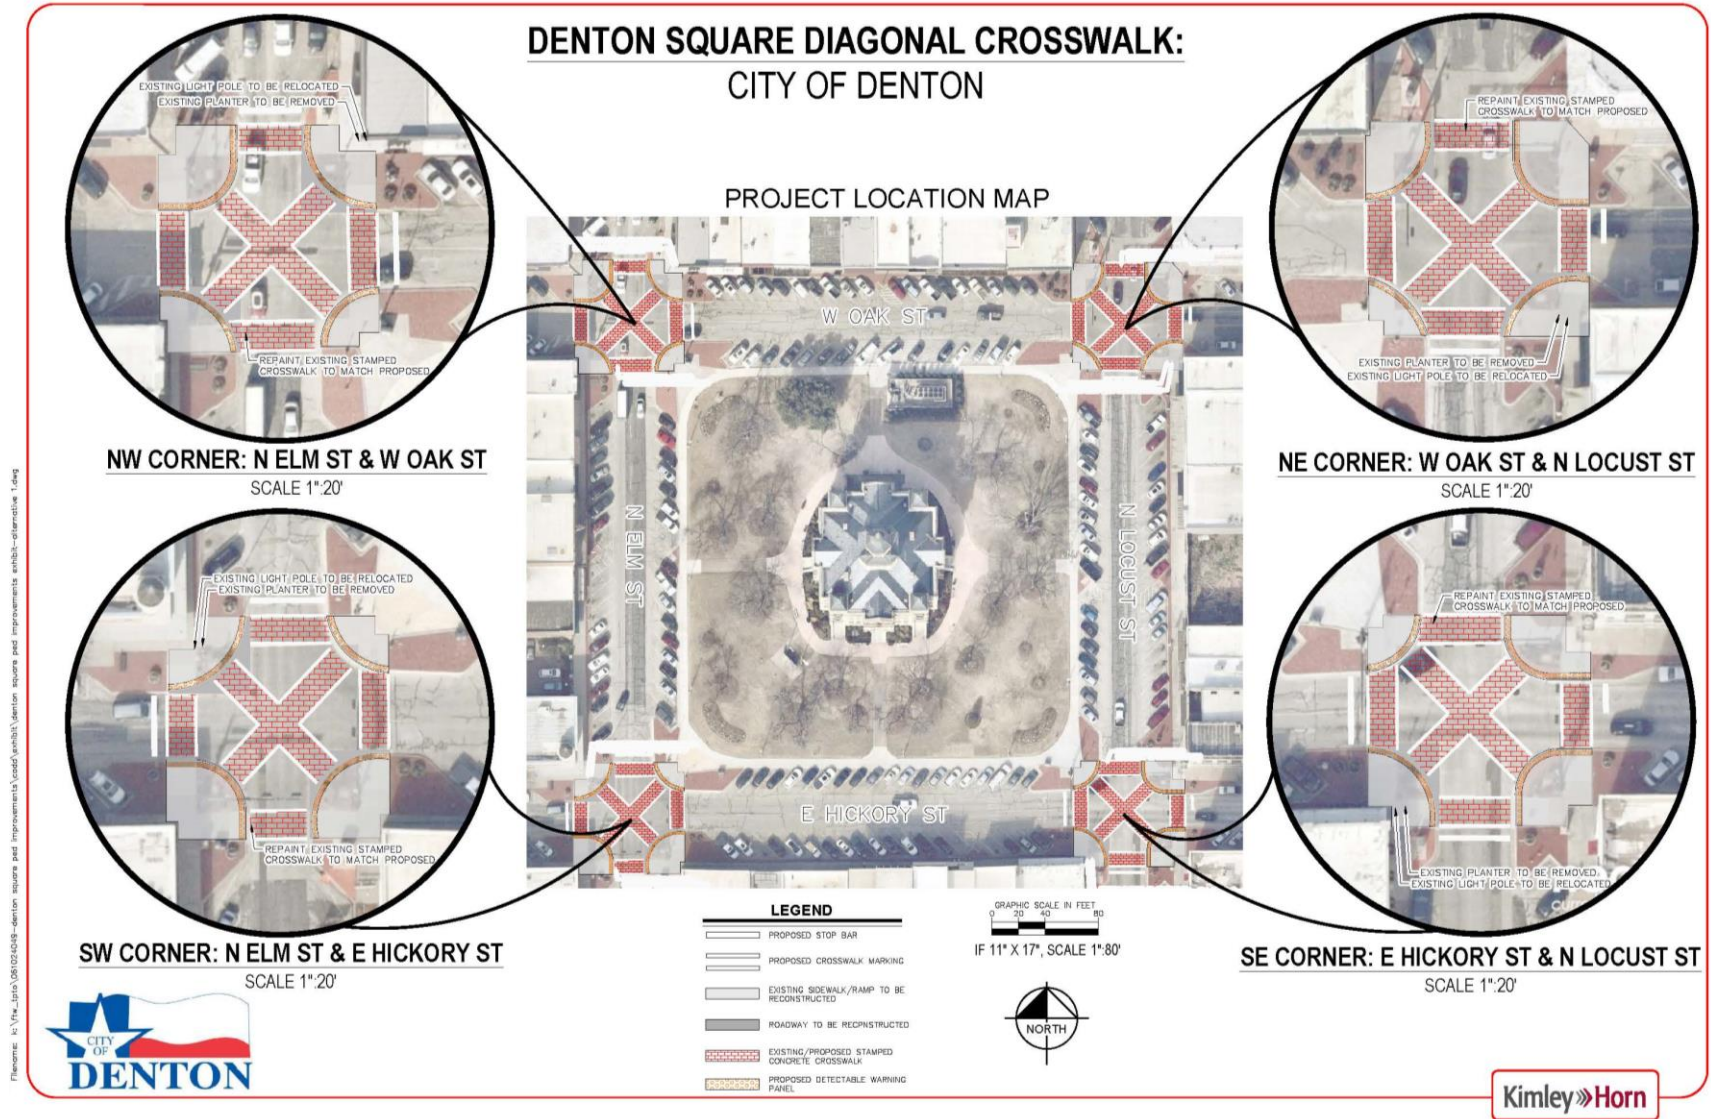 DENTON SQUARE DIAGONAL CROSSWALK:
CITY OF DENTON
PROJECT LOCATION MAP
EXISTING LIGHT POLE TO BE RELOCATED
EXISTING PLANTER TO BE REMOVED
REPAINT EXISTING STAMPED
CROSSWALK TO MATCH PROPOSED
NW CORNER: N ELM ST & W OAK ST
SCALE 1":20'
REPAINT EXISTING STAMPED
CROSSWALK TO MATCH PROPOSED
EXISTING PLANTER TO BE REMOVED
EXISTING LIGHT POLE TO BE RELOCATED
NE CORNER: W OAK ST & N LOCUST ST
SCALE 1":20'
W OAK ST
N ELM ST
N LOCUST ST
E HICKORY ST
EXISTING LIGHT POLE TO BE RELOCATED
EXISTING PLANTER TO BE REMOVED
REPAINT EXISTING STAMPED
CROSSWALK TO MATCH PROPOSED
SW CORNER: N ELM ST & E HICKORY ST
SCALE 1":20'
REPAINT EXISTING STAMPED
CROSSWALK TO MATCH PROPOSED
EXISTING PLANTER TO BE REMOVED
EXISTING LIGHT POLE TO BE RELOCATED
SE CORNER: E HICKORY ST & N LOCUST ST
SCALE 1":20'
LEGEND
PROPOSED STOP BAR
PROPOSED CROSSWALK MARKING
EXISTING SIDEWALK/RAMP TO BE
RECONSTRUCTED
ROADWAY TO BE RECPNSTRUCTED
EXISTING/PROPOSED STAMPED
CONCRETE CROSSWALK
PROPOSED DETECTABLE WARNING
PANEL
GRAPHIC SCALE IN FEET
0 20 40 80
IF 11" X 17", SCALE 1":80'
NORTH
CITY
OF
DENTON
Kimley»Horn